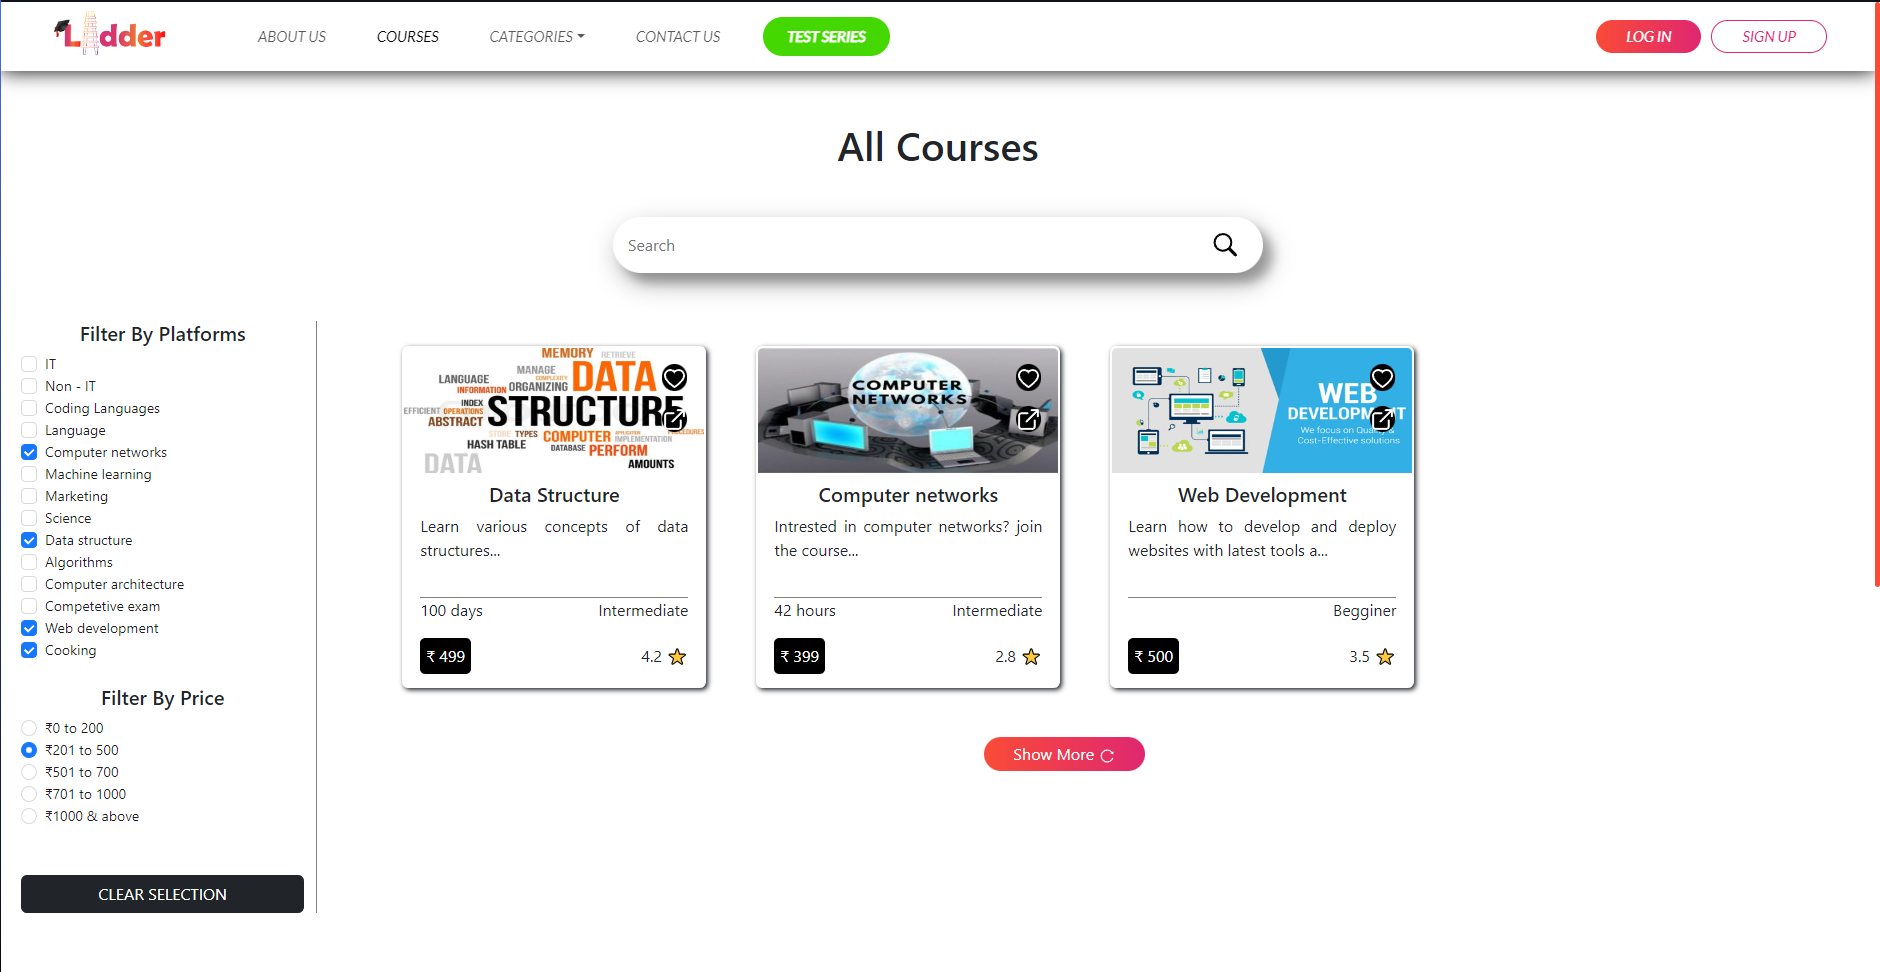 Ladder
ABOUT US
COURSES
CATEGORIES
CONTACT US
TEST SERIES
LOG IN
SIGN UP
All Courses
Search
Filter By Platforms
IT
Non - IT
Coding Languages
Language
Computer networks
Machine learning
Marketing
Science
Data structure
Algorithms
Computer architecture
Competetive exam
Web development
Cooking
Filter By Price
₹0 to 200
₹201 to 500
₹501 to 700
₹701 to 1000
₹1000 & above
CLEAR SELECTION
MEMORY RETRIEVE
MANAGE
COMPLEXITY
LANGUAGE
INFORMATION
ORGANIZING
DATA
INDEX
EFFICIENT OPERATIONS
ABSTRACT
STRUCTURE
STORE TYPES
HASH TABLE
COMPUTER
APPLICATION
IMPLEMENTATION
PROCEDURES
DATABASE PERFORM
DATA
AMOUNTS
Data Structure
Learn various concepts of data
structures...
100 days Intermediate
₹ 499 4.2
COMPUTER
NETWORKS
Computer networks
Intrested in computer networks? join
the course...
42 hours Intermediate
₹ 399 2.8
WEB
DEVELOPMENT
We focus on Quality &
Cost-Effective solutions
Web Development
Learn how to develop and deploy
websites with latest tools a...
Begginer
₹ 500 3.5
Show More